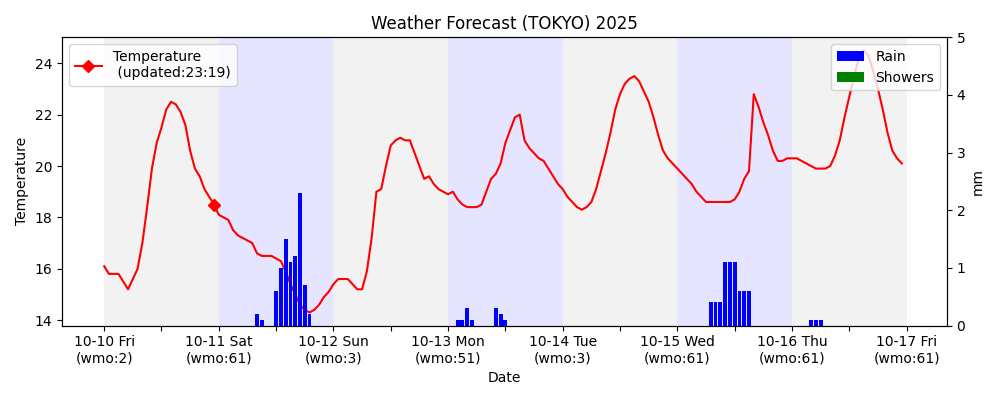 Weather Forecast (TOKYO) 2025
Temperature
(updated:23:19)
Rain
Showers
Temperature
24
22
20
18
16
14
5
4
3
2
1
0
mm
10-10 Fri
(wmo:2)
10-11 Sat
(wmo:61)
10-12 Sun
(wmo:3)
10-13 Mon
(wmo:51)
10-14 Tue
(wmo:3)
10-15 Wed
(wmo:61)
10-16 Thu
(wmo:61)
10-17 Fri
(wmo:61)
Date